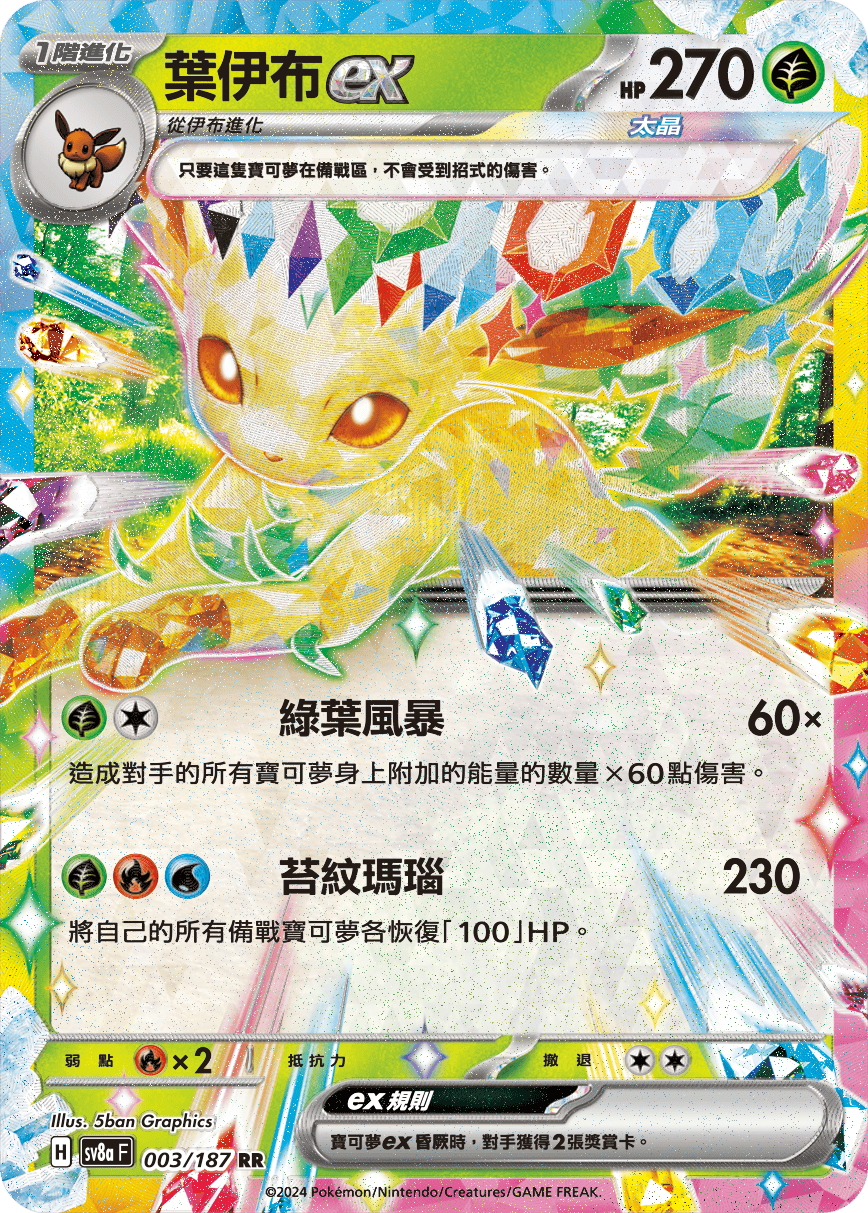 1階進化
葉伊布ex
HP 270
從伊布進化
太晶
只要這隻寶可夢在備戰區，不會受到招式的傷害。
綠葉風暴 60×
造成對手的所有寶可夢身上附加的能量的數量×60點傷害。
苔紋瑪瑙 230
將自己的所有備戰寶可夢各恢復「100」HP。
弱點 ×2 抵抗力 撤退
ex規則
寶可夢ex昏厥時，對手獲得2張獎賞卡。
Illus. 5ban Graphics
H sv8a F 003/187 RR
©2024 Pokémon/Nintendo/Creatures/GAME FREAK.